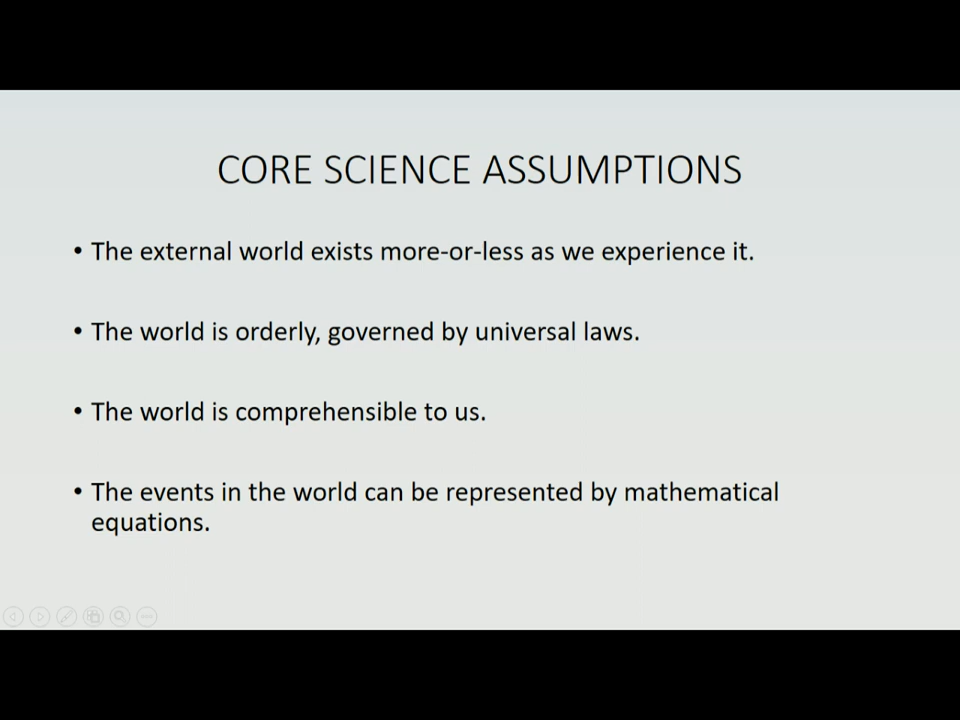 CORE SCIENCE ASSUMPTIONS
• The external world exists more-or-less as we experience it.
• The world is orderly, governed by universal laws.
• The world is comprehensible to us.
• The events in the world can be represented by mathematical
equations.